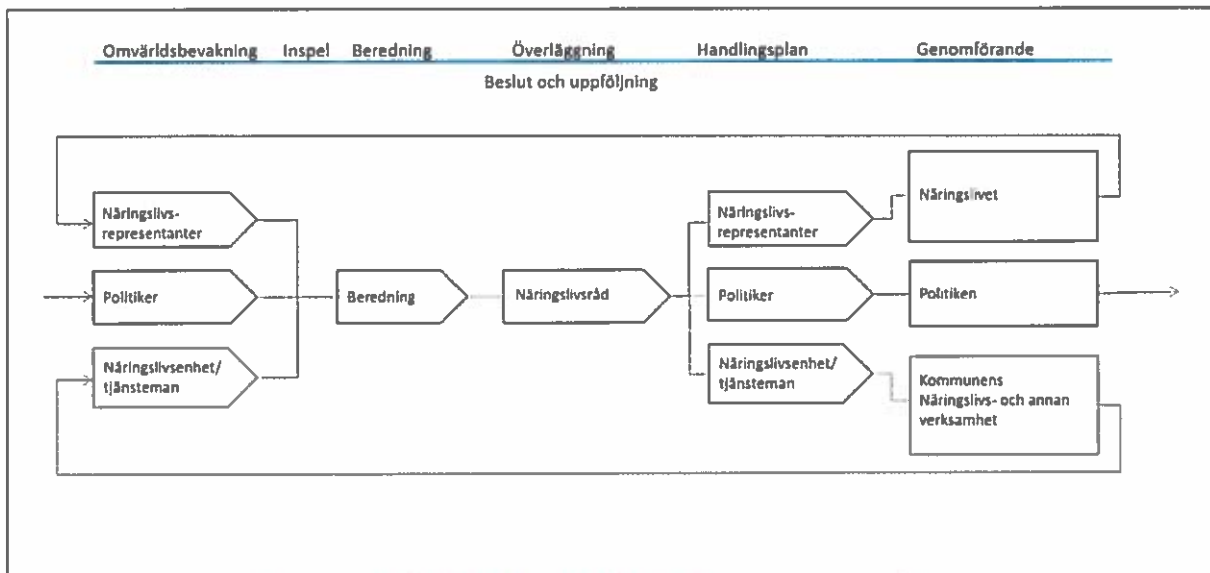 Omvärldsbevakning Inspel Beredning Överläggning Handlingsplan Genomförande
Beslut och uppföljning
Näringslivs-
representanter
Politiker
Näringslivsenhet/
tjänsteman
Beredning
Näringslivsråd
Näringslivs-
representanter
Politiker
Näringslivsenhet/
tjänsteman
Näringslivet
Politiken
Kommunens
Näringslivs- och annan
verksamhet